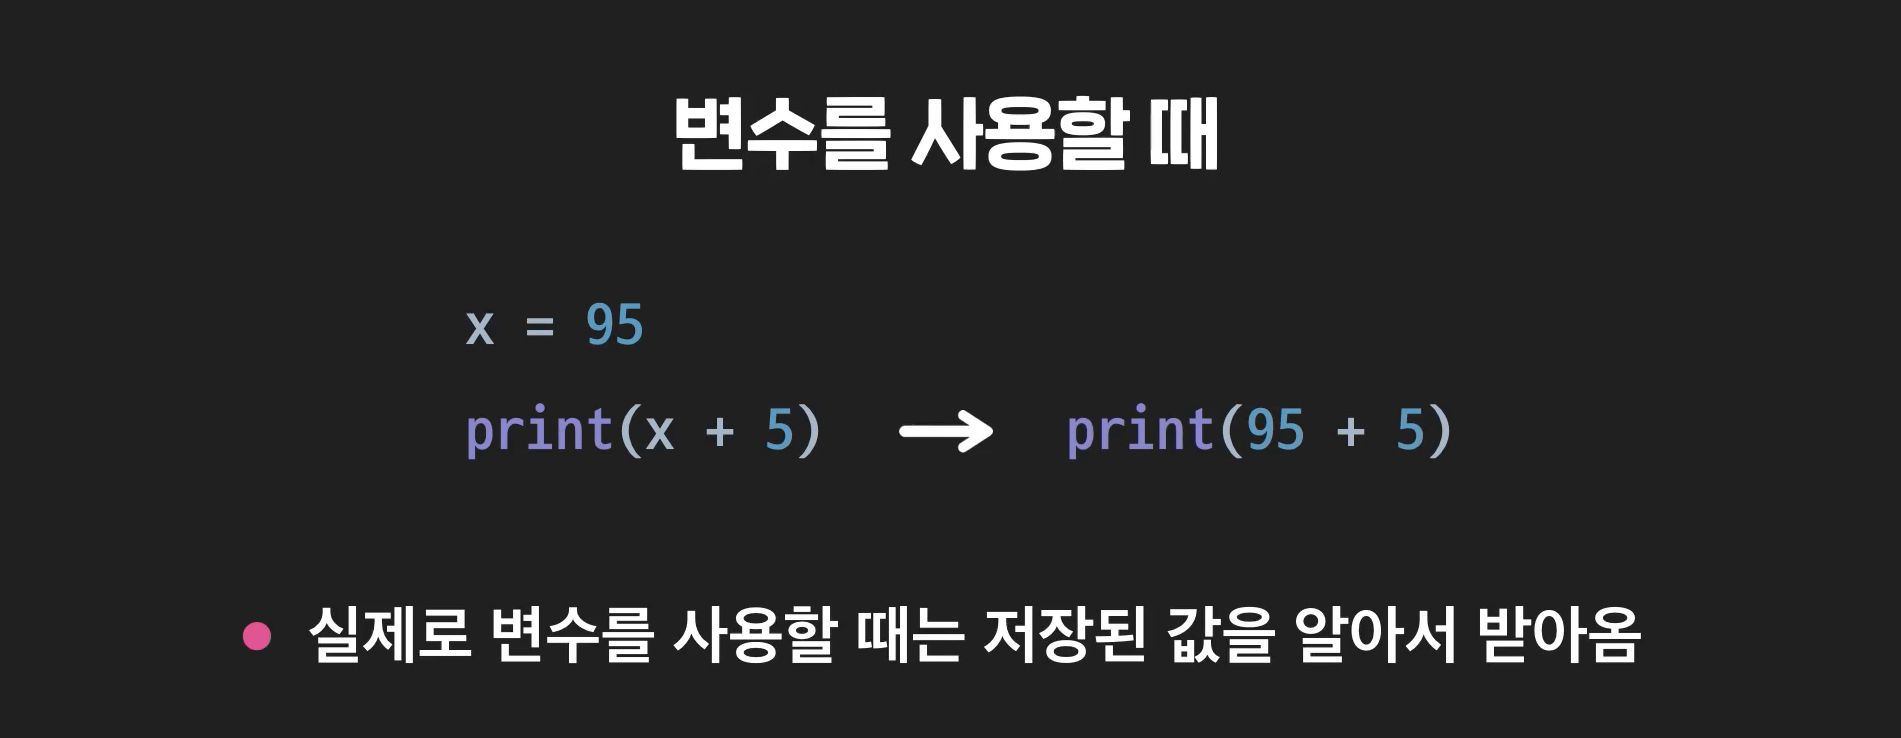 변수를 사용할 때
x = 95
print(x + 5) → print(95 + 5)
실제로 변수를 사용할 때는 저장된 값을 알아서 받아옴